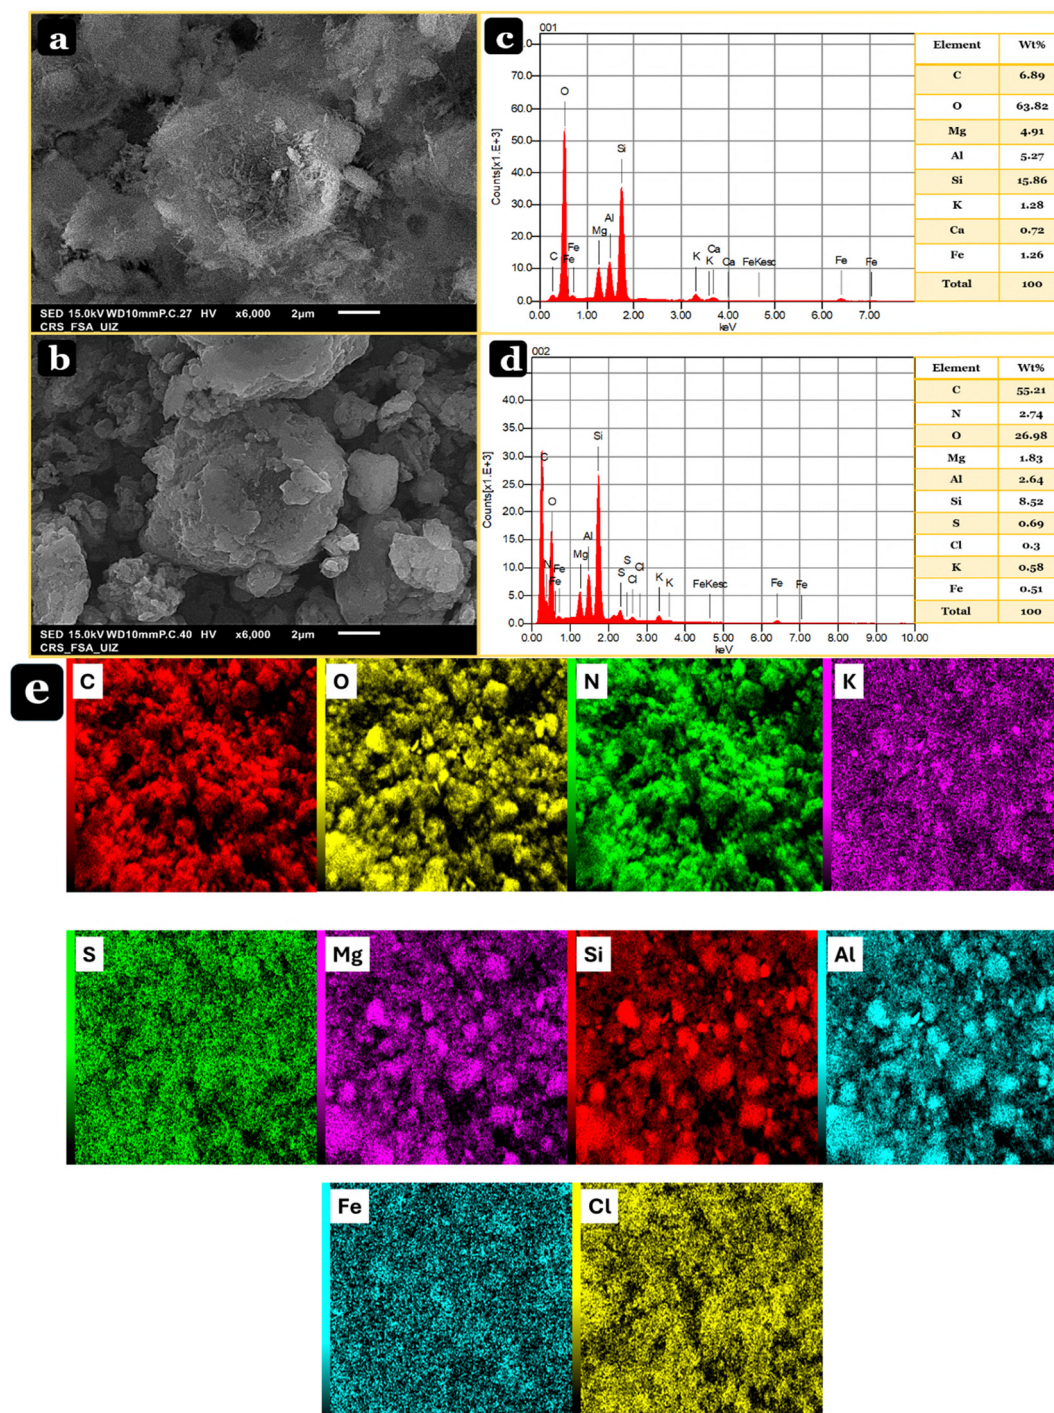 a
SED 15.0kV WD10mmP.C.27 HV x6,000 2µm
CRS_FSA_UIZ
b
SED 15.0kV WD10mmP.C.40 HV x6,000 2µm
CRS_FSA_UIZ
c
001
70.0
60.0
50.0
40.0
30.0
20.0
10.0
0.0
Counts[x1.E+3]
O
Si
Mg
Al
C
Fe
Fe
K
K
Ca
Ca
FeKesc
Fe
Fe
0.00 1.00 2.00 3.00 4.00 5.00 6.00 7.00
keV
Element Wt%
C 6.89
O 63.82
Mg 4.91
Al 5.27
Si 15.86
K 1.28
Ca 0.72
Fe 1.26
Total 100
d
002
40.0
35.0
30.0
25.0
20.0
15.0
10.0
5.0
0.0
Counts[x1.E+3]
C
Si
O
Al
Mg
N
Fe
Fe
S
S
Cl
Cl
K
K
FeKesc
Fe
Fe
0.00 1.00 2.00 3.00 4.00 5.00 6.00 7.00 8.00 9.00 10.00
keV
Element Wt%
C 55.21
N 2.74
O 26.98
Mg 1.83
Al 2.64
Si 8.52
S 0.69
Cl 0.3
K 0.58
Fe 0.51
Total 100
e
C
O
N
K
S
Mg
Si
Al
Fe
Cl